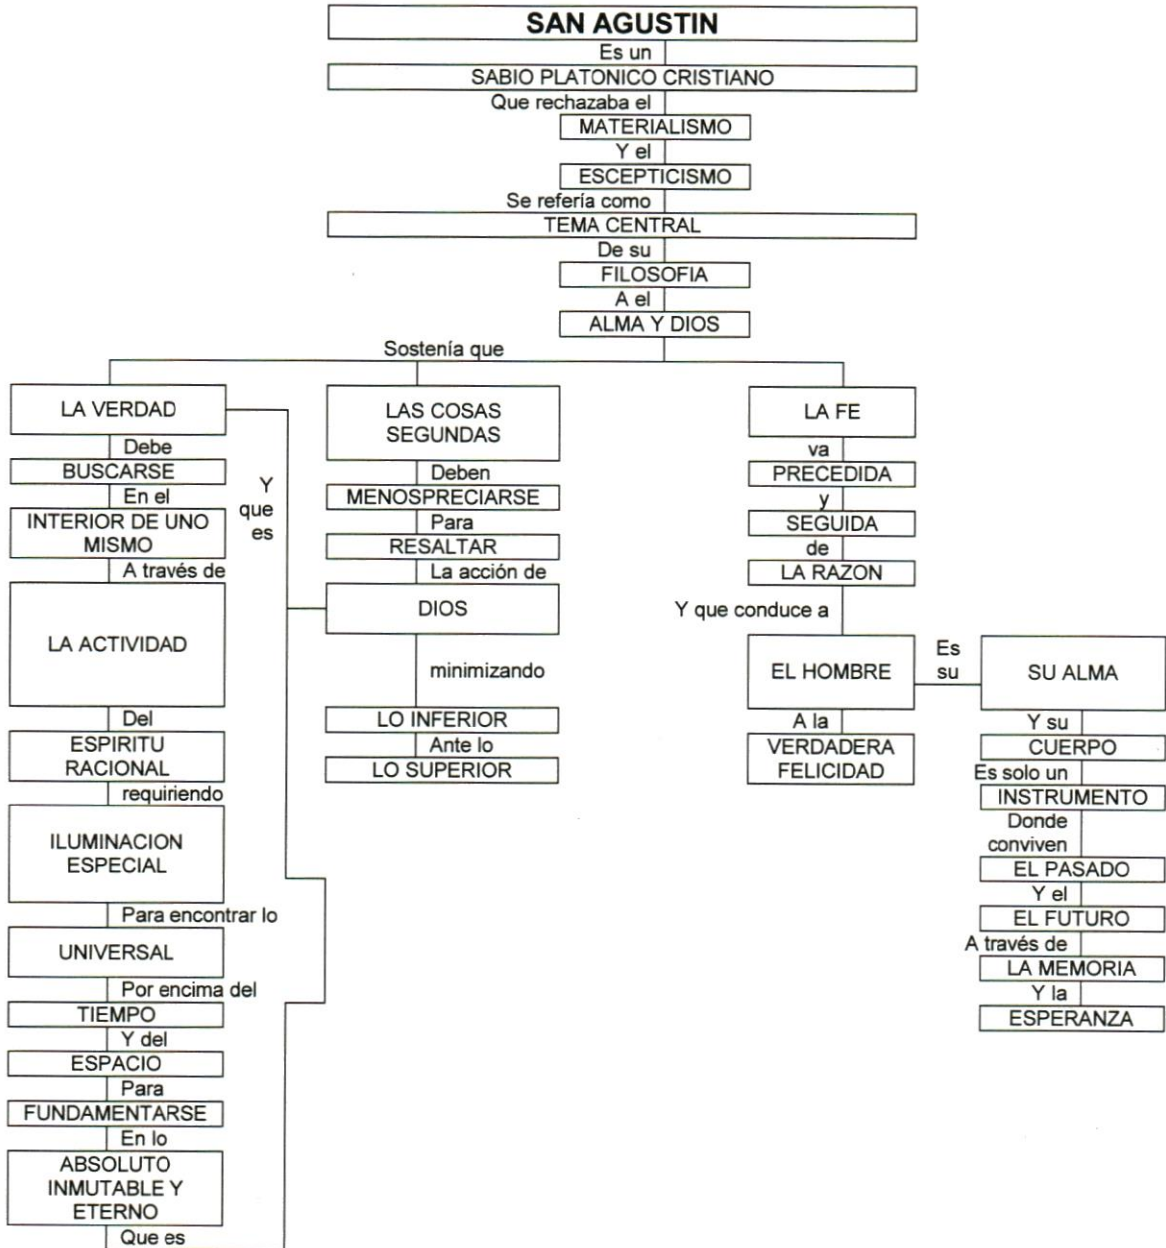 SAN AGUSTIN
Es un
SABIO PLATONICO CRISTIANO
Que rechazaba el
MATERIALISMO
Y el
ESCEPTICISMO
Se refería como
TEMA CENTRAL
De su
FILOSOFIA
A el
ALMA Y DIOS
Sostenía que
LA VERDAD
Debe
BUSCARSE
En el
INTERIOR DE UNO
MISMO
A través de
LA ACTIVIDAD
Del
ESPIRITU
RACIONAL
requiriendo
ILUMINACION
ESPECIAL
Para encontrar lo
UNIVERSAL
Por encima del
TIEMPO
Y del
ESPACIO
Para
FUNDAMENTARSE
En lo
ABSOLUTO
INMUTABLE Y
ETERNO
Que es
Y
que
es
LAS COSAS
SEGUNDAS
Deben
MENOSPRECIARSE
Para
RESALTAR
La acción de
DIOS
minimizando
LO INFERIOR
Ante lo
LO SUPERIOR
LA FE
va
PRECEDIDA
y
SEGUIDA
de
LA RAZON
Y que conduce a
EL HOMBRE
A la
VERDADERA
FELICIDAD
Es
su
SU ALMA
Y su
CUERPO
Es solo un
INSTRUMENTO
Donde
conviven
EL PASADO
Y el
EL FUTURO
A través de
LA MEMORIA
Y la
ESPERANZA